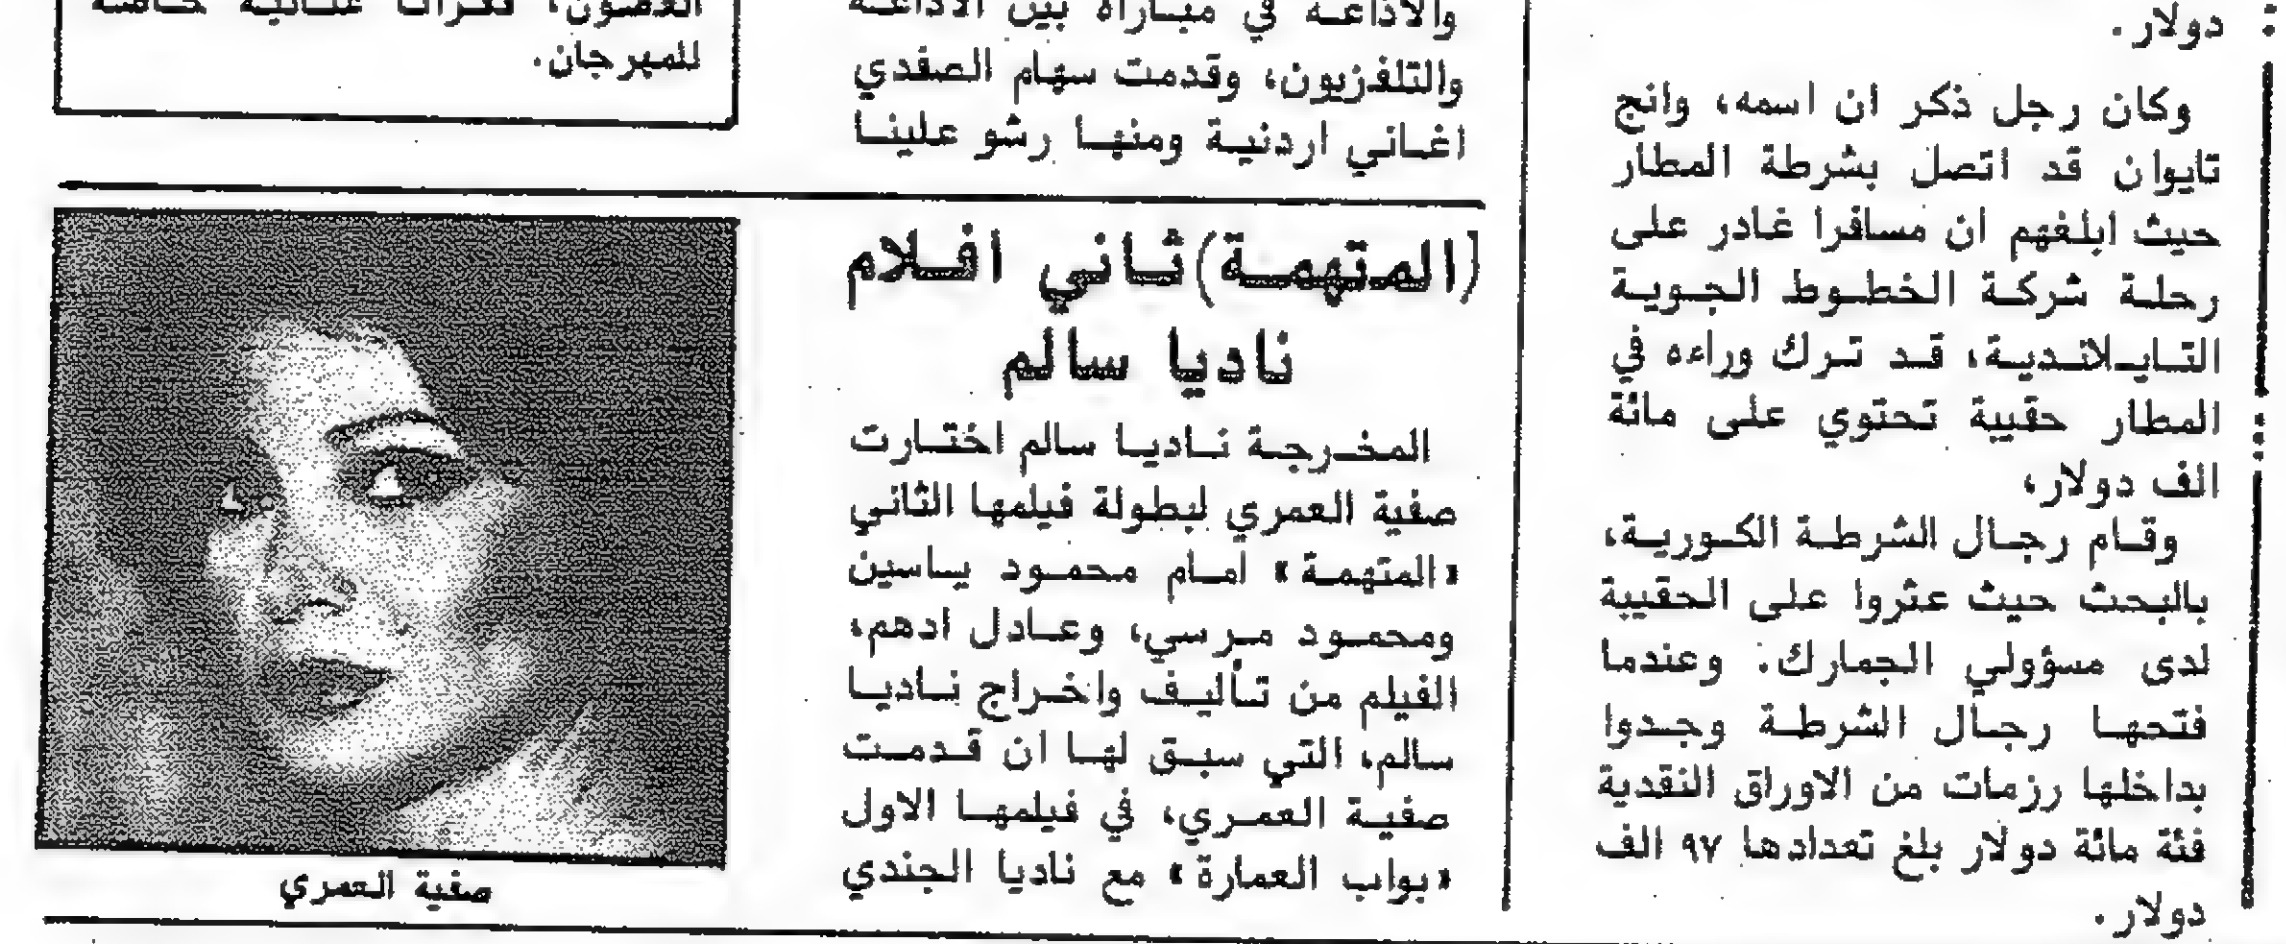 دولار.
وكان رجل ذكر ان اسمه، وانج
تايوان قد اتصل بشرطة المطار
حيث ابلغهم ان مسافرا غادر على
رحلة شركة الخطوط الجوية
التايلاندية، قد ترك وراءه في
المطار حقيبة تحتوي على مائة
الف دولار،
وقام رجال الشرطة الكورية،
بالبحث حيث عثروا على الحقيبة
لدى مسؤولي الجمارك. وعندما
فتحها رجال الشرطة وجدوا
بداخلها رزمات من الاوراق النقدية
فئة مائة دولار بلغ تعدادها ٩٧ الف
دولار.
والاذاعة في مباراة بين الاذاعة
والتلفزيون، وقدمت سهام الصفدي
اغاني اردنية ومنها رشو علينا
للمهرجان.
(المتهمة) ثاني افلام
ناديا سالم
المخرجة ناديا سالم اختارت
صفية العمري لبطولة فيلمها الثاني
«المتهمة» أمام محمود ياسين
ومحمود مرسي، وعادل ادهم،
الفيلم من تأليف واخراج ناديا
سالم، التي سبق لها ان قدمت
صفية العمري، في فيلمها الاول
«بواب العمارة» مع ناديا الجندي
صفية العمري